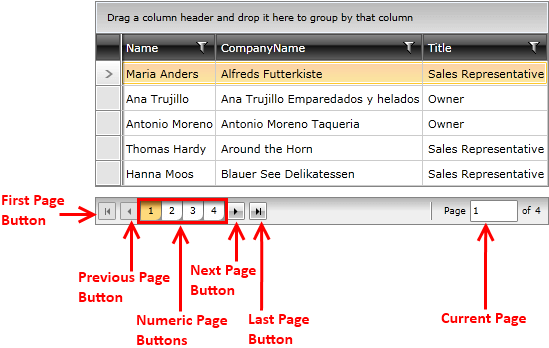 Drag a column header and drop it here to group by that column
Name CompanyName Title
Maria Anders Alfreds Futterkiste Sales Representative
Ana Trujillo Ana Trujillo Emparedados y helados Owner
Antonio Moreno Antonio Moreno Taqueria Owner
Thomas Hardy Around the Horn Sales Representative
Hanna Moos Blauer See Delikatessen Sales Representative
1 2 3 4 Page 1 of 4
First Page
Button
Previous Page
Button
Numeric Page
Buttons
Next Page
Button
Last Page
Button
Current Page